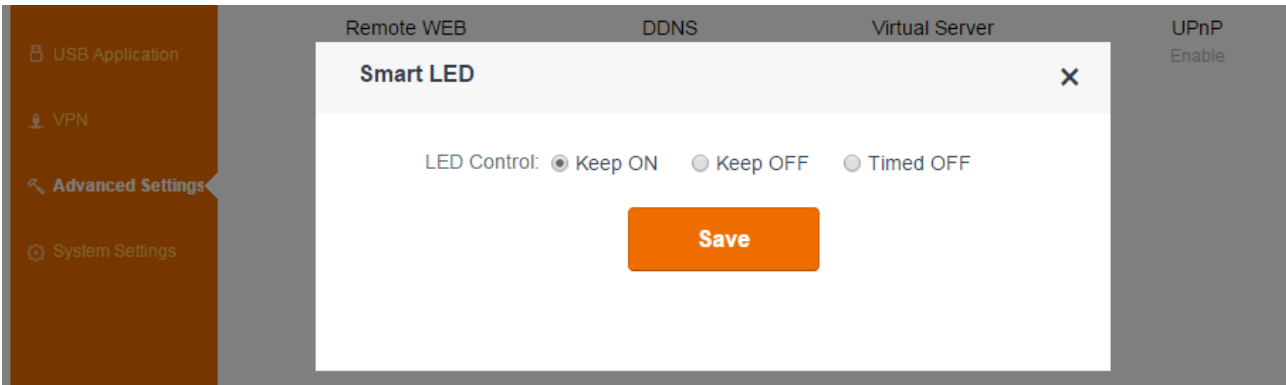 Remote WEB DDNS Virtual Server UPnP
Enable
USB Application
VPN
Advanced Settings
System Settings
Smart LED
LED Control: Keep ON Keep OFF Timed OFF
Save